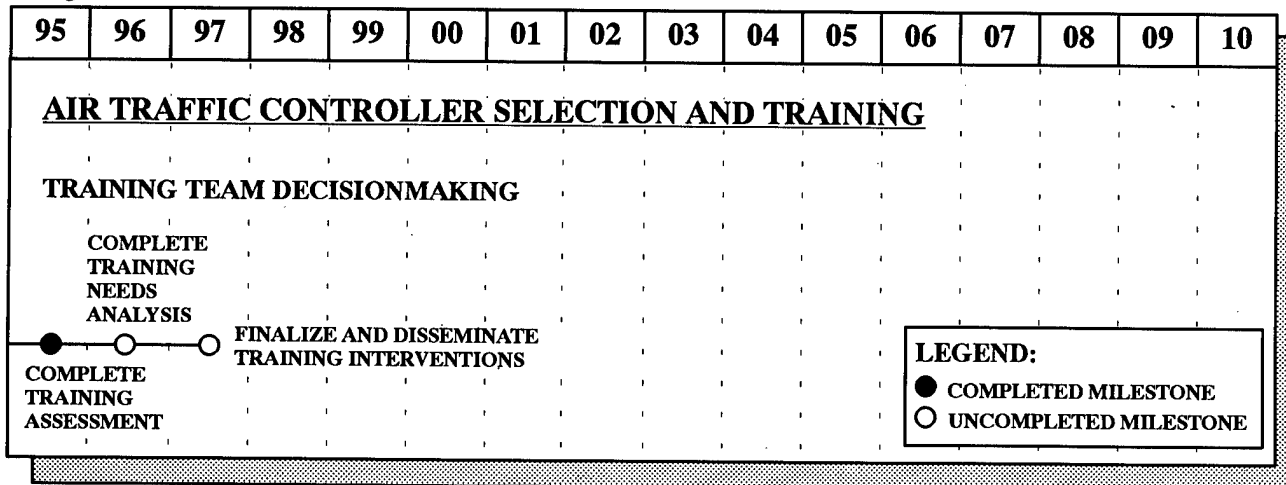 95 96 97 98 99 00 01 02 03 04 05 06 07 08 09 10
AIR TRAFFIC CONTROLLER SELECTION AND TRAINING
TRAINING TEAM DECISIONMAKING
COMPLETE
TRAINING
NEEDS
ANALYSIS
FINALIZE AND DISSEMINATE
TRAINING INTERVENTIONS
COMPLETE
TRAINING
ASSESSMENT
LEGEND:
COMPLETED MILESTONE
UNCOMPLETED MILESTONE